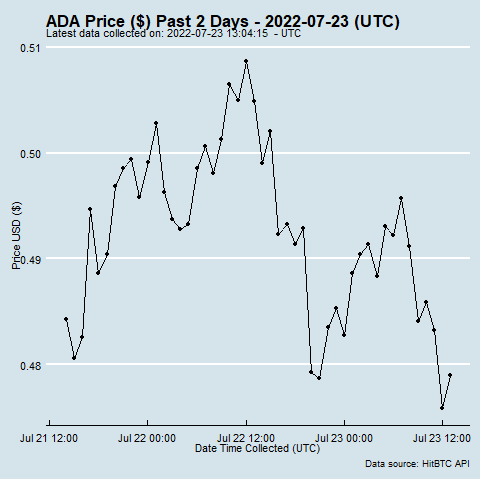 ADA Price ($) Past 2 Days - 2022-07-23 (UTC)
Latest data collected on: 2022-07-23 13:04:15 - UTC
0.51
0.50
0.49
0.48
Price USD ($)
Jul 21 12:00 Jul 22 00:00 Jul 22 12:00 Jul 23 00:00 Jul 23 12:00
Date Time Collected (UTC)
Data source: HitBTC API